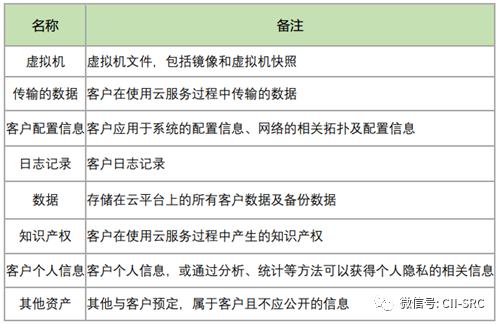 名称 备注
虚拟机 虚拟机文件，包括镜像和虚拟机快照
传输的数据 客户在使用云服务过程中传输的数据
客户配置信息 客户应用于系统的配置信息、网络的相关拓扑及配置信息
日志记录 客户日志记录
数据 存储在云平台上的所有客户数据及备份数据
知识产权 客户在使用云服务过程中产生的知识产权
客户个人信息 客户个人信息，或通过分析、统计等方法可以获得个人隐私的相关信息
其他资产 其他与客户预定，属于客户且不应公开的信息
微信号: CII-SRC